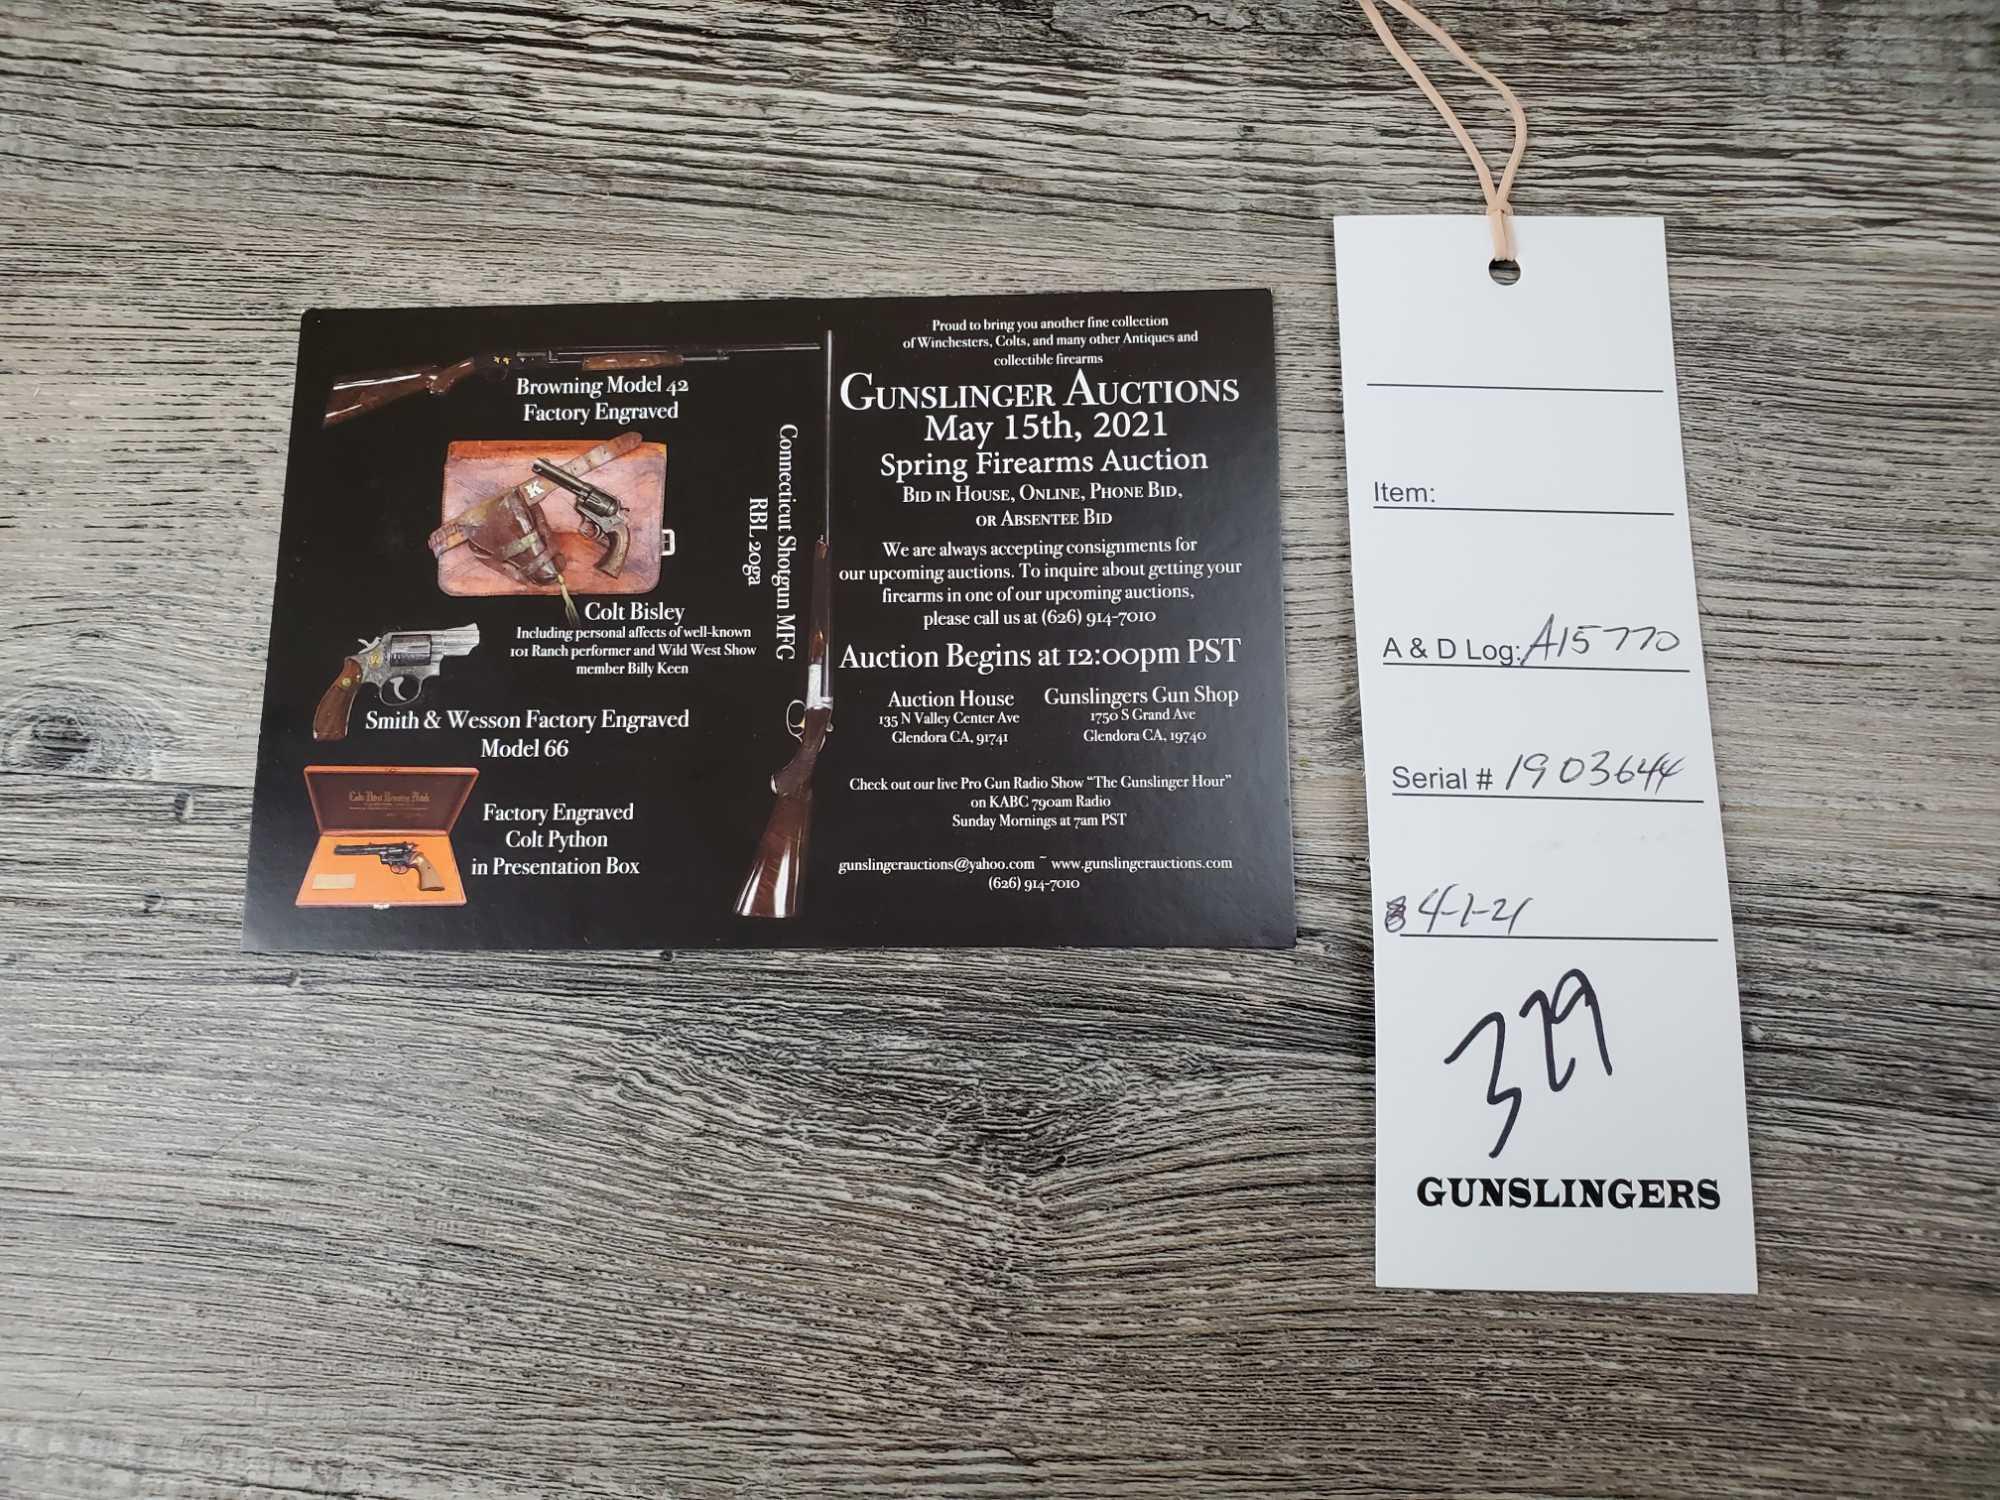 Browning Model 42
Factory Engraved
Colt Bisley
Including personal affects of well-known
101 Ranch performer and Wild West Show
member Billy Keen
Smith & Wesson Factory Engraved
Model 66
Factory Engraved
Colt Python
in Presentation Box
Connecticut Shotgun MFG
RBL 20ga
Proud to bring you another fine collection
of Winchesters, Colts, and many other Antiques and
collectible firearms
GUNSLINGER AUCTIONS
May 15th, 2021
Spring Firearms Auction
BID IN HOUSE, ONLINE, PHONE BID,
OR ABSENTEE BID
We are always accepting consignments for
our upcoming auctions. To inquire about getting your
firearms in one of our upcoming auctions,
please call us at (626) 914-7010
Auction Begins at 12:00pm PST
Auction House
135 N Valley Center Ave
Glendora CA, 91741
Gunslingers Gun Shop
1750 S Grand Ave
Glendora CA, 19740
Check out our live Pro Gun Radio Show “The Gunslinger Hour”
on KABC 790am Radio
Sunday Mornings at 7am PST
gunslingerauctions@yahoo.com ~ www.gunslingerauctions.com
(626) 914-7010
Item:
A & D Log: A15770
Serial # 1903644
4-1-21
329
GUNSLINGERS